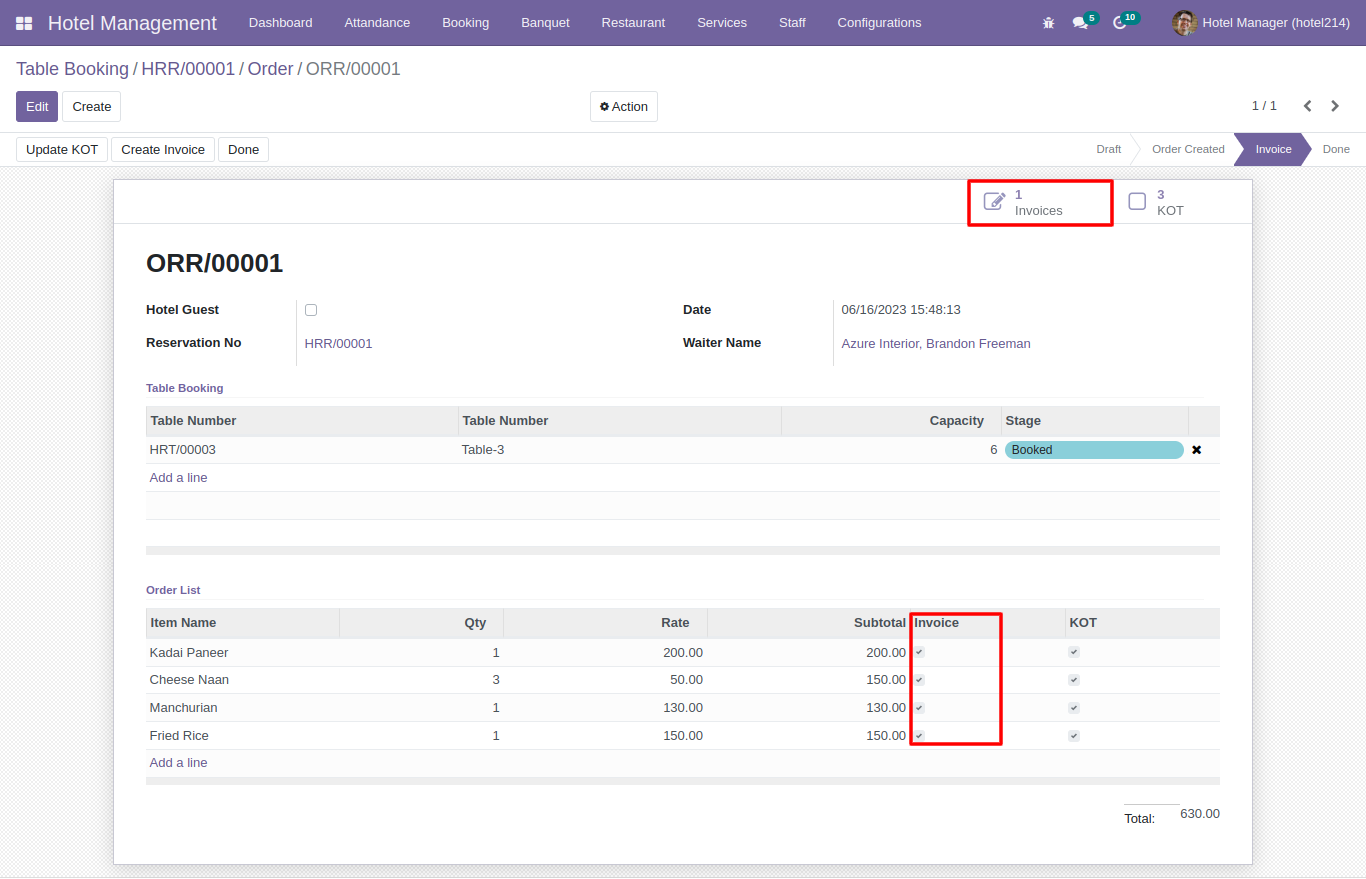 Hotel Management Dashboard Attendance Booking Banquet Restaurant Services Staff Configurations 5 10 Hotel Manager (hotel214)
Table Booking / HRR/00001 / Order / ORR/00001
Edit Create Action 1 / 1
Update KOT Create Invoice Done Draft Order Created Invoice Done
1 3
Invoices KOT
ORR/00001
Hotel Guest Date 06/16/2023 15:48:13
Reservation No HRR/00001 Waiter Name Azure Interior, Brandon Freeman
Table Booking
Table Number Table Number Capacity Stage
HRT/00003 Table-3 6 Booked
Add a line
Order List
Item Name Qty Rate Subtotal Invoice KOT
Kadai Paneer 1 200.00 200.00
Cheese Naan 3 50.00 150.00
Manchurian 1 130.00 130.00
Fried Rice 1 150.00 150.00
Add a line
Total: 630.00